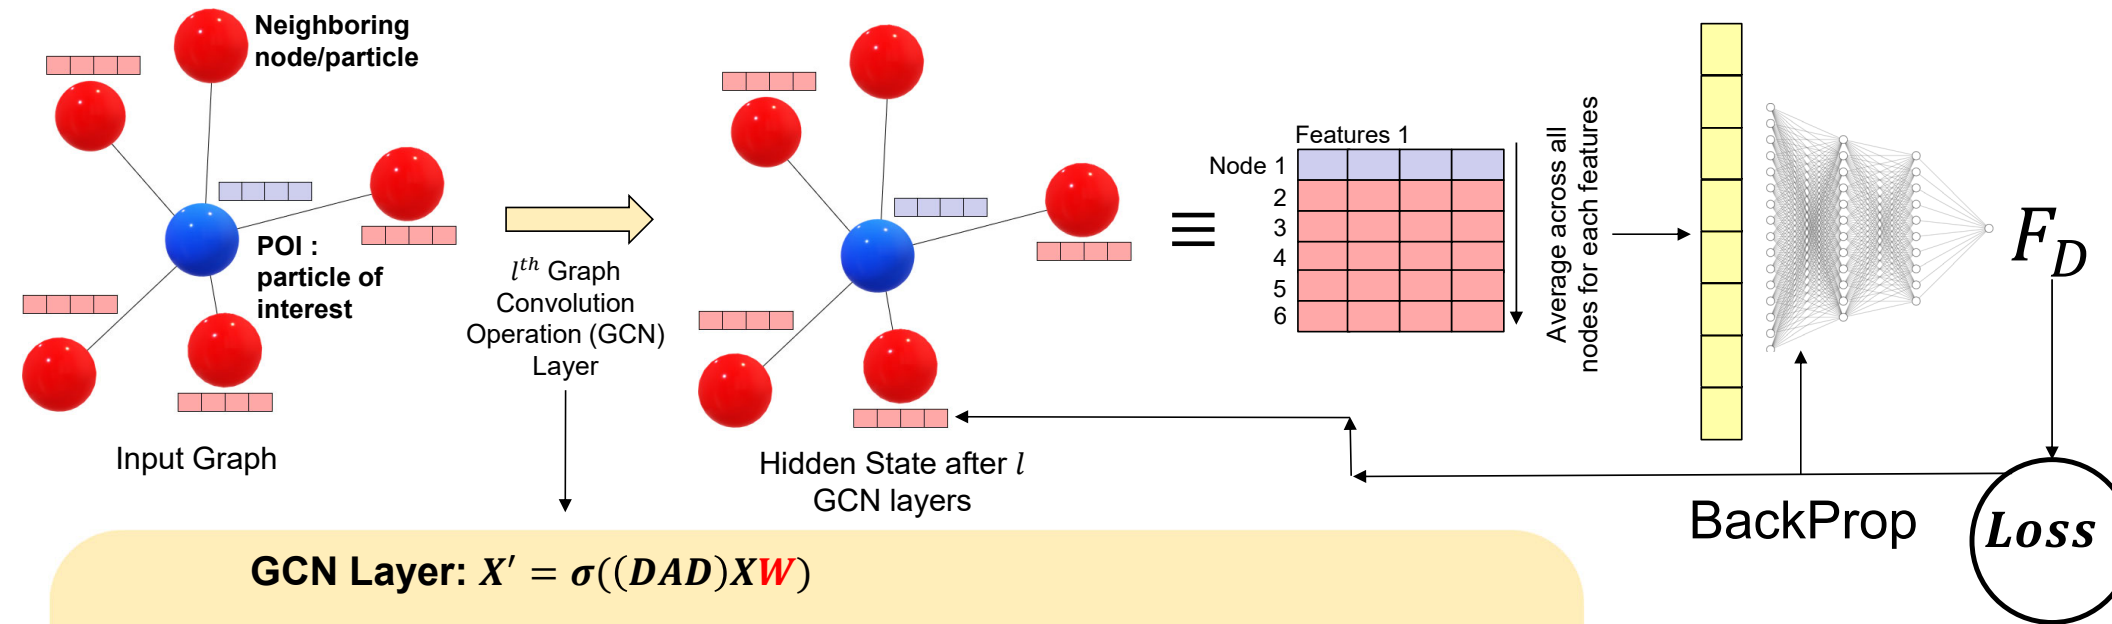 Neighboring
node/particle
POI :
particle of
interest
Input Graph
lᵗʰ Graph
Convolution
Operation (GCN)
Layer
Hidden State after l
GCN layers
≡
Features 1
Node 1
2
3
4
5
6
Average across all
nodes for each features
F_D
BackProp
Loss
GCN Layer: X′ = σ((DAD)XW)